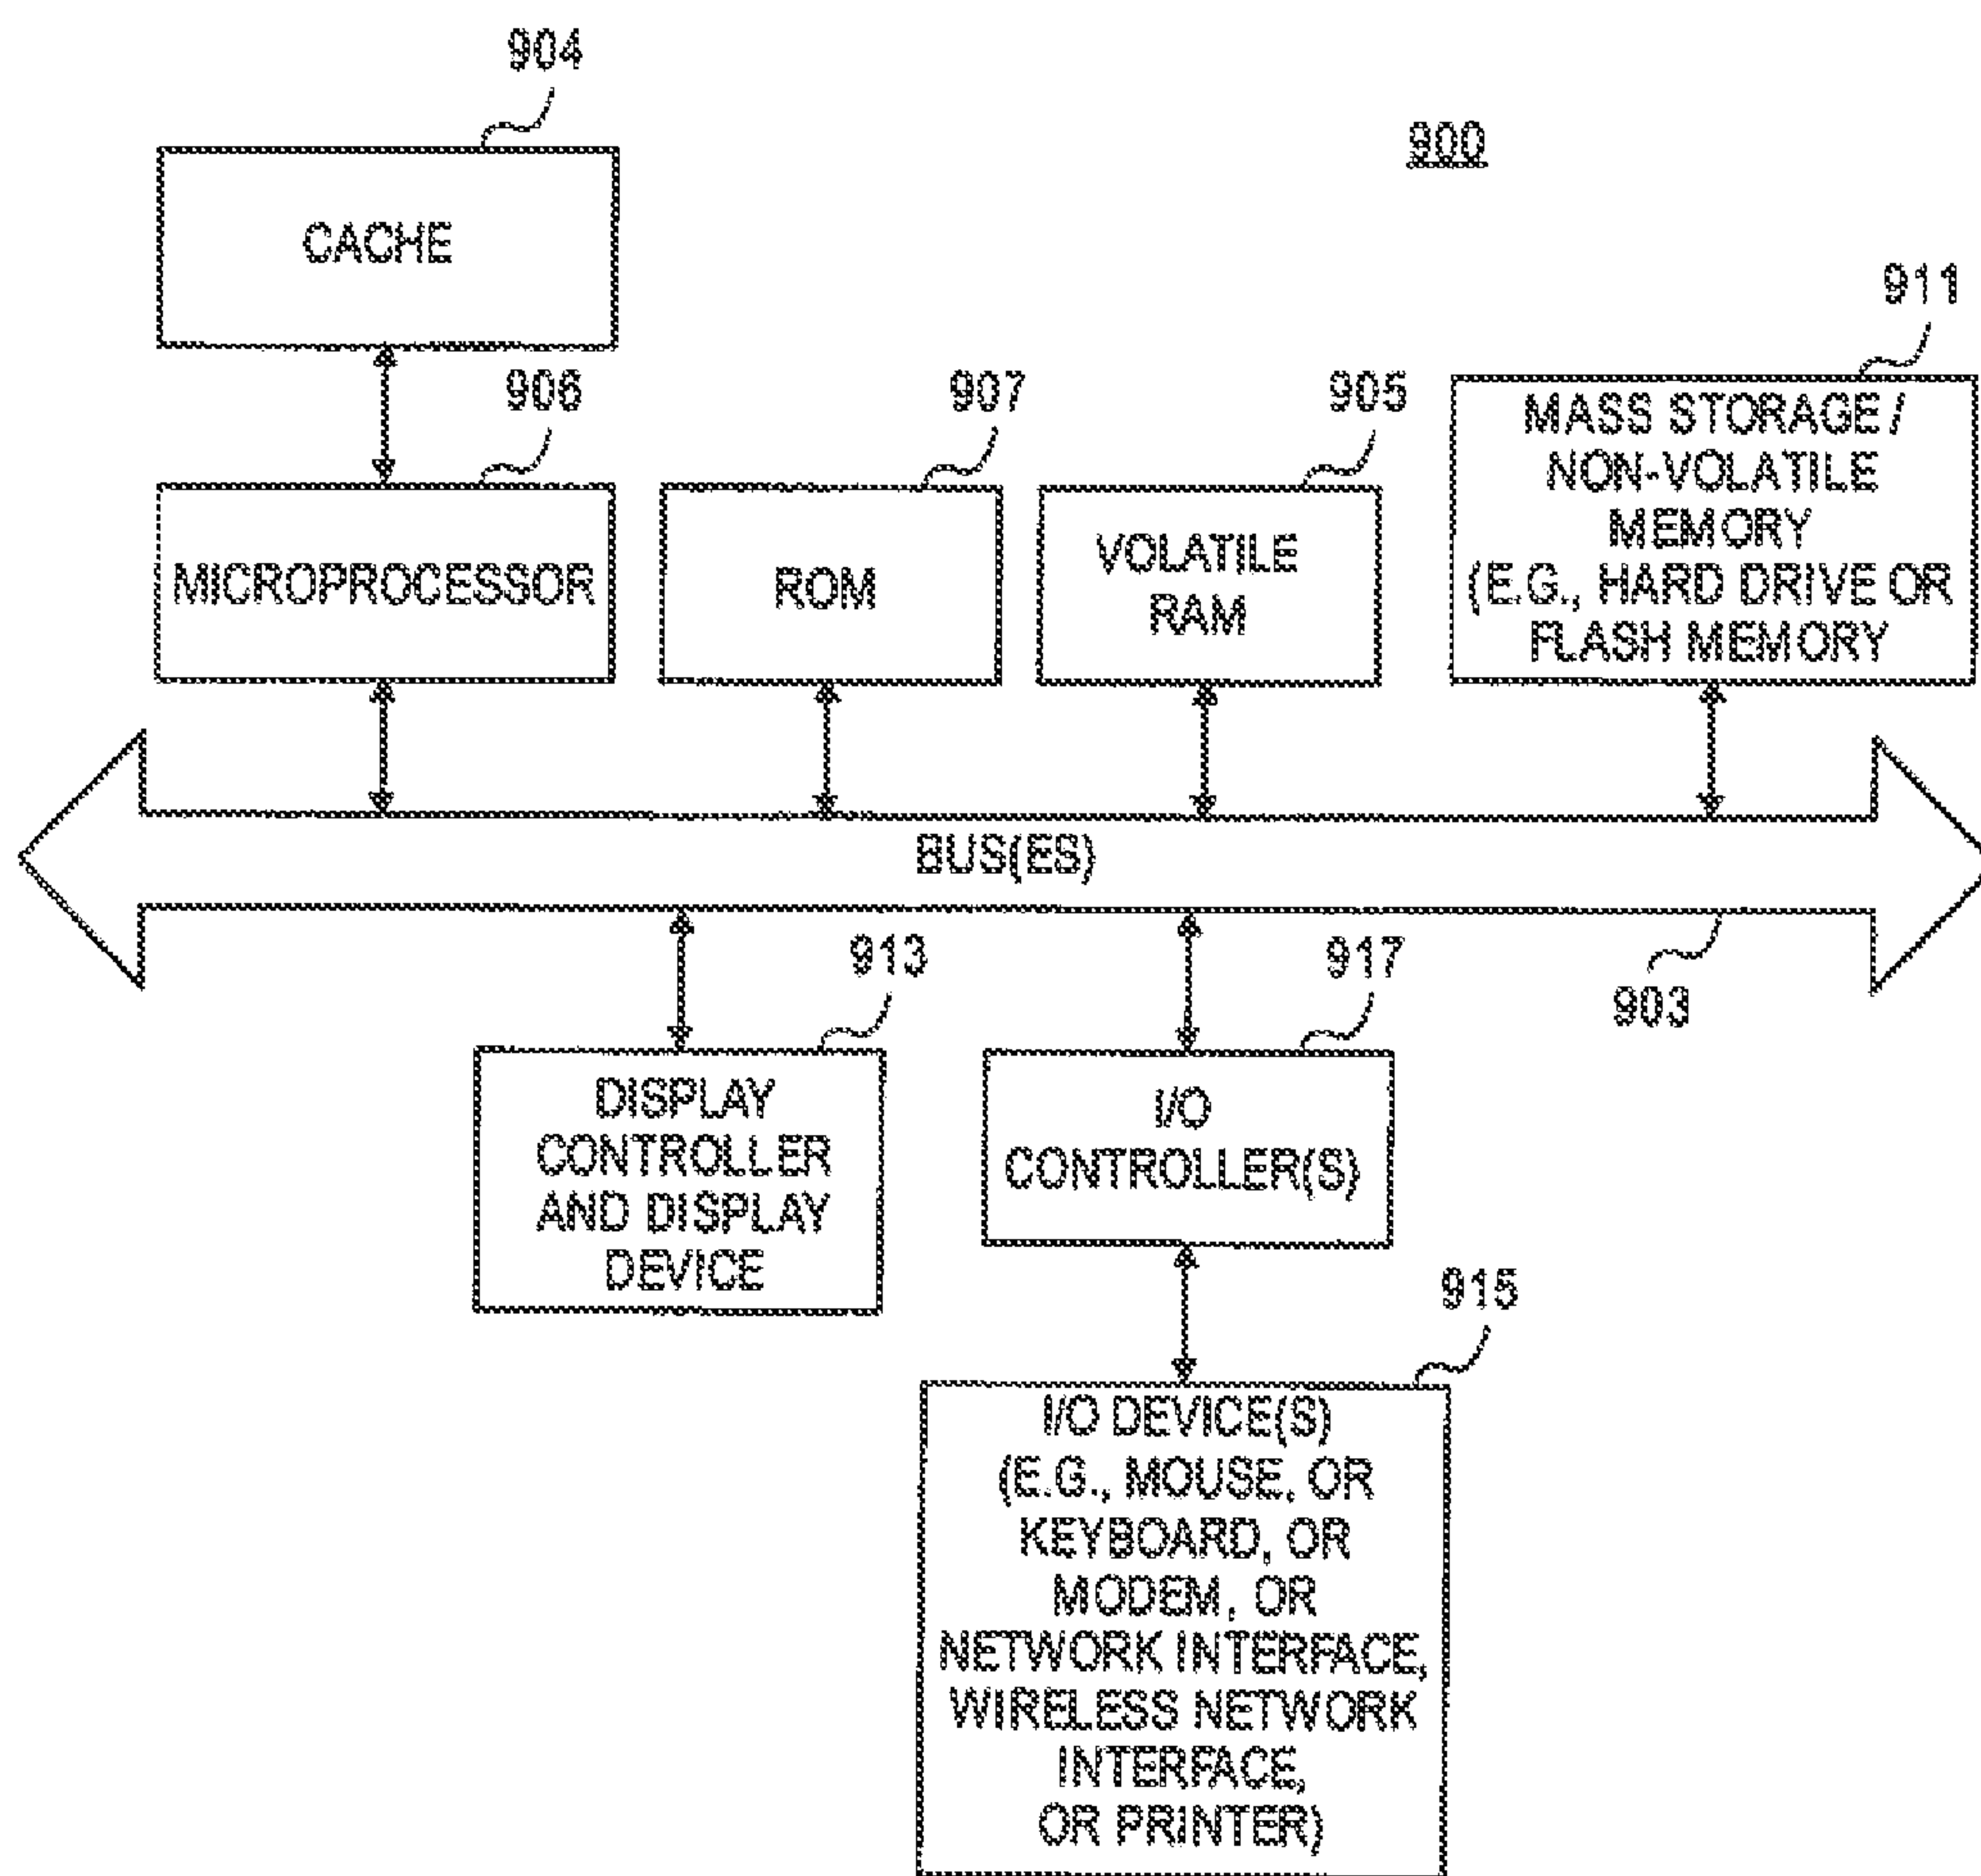 904
900
CACHE
911
906
907
905
MASS STORAGE /
NON-VOLATILE
MEMORY
(E.G., HARD DRIVE OR
FLASH MEMORY
MICROPROCESSOR
ROM
VOLATILE
RAM
BUS(ES)
913
917
903
DISPLAY
CONTROLLER
AND DISPLAY
DEVICE
I/O
CONTROLLER(S)
915
I/O DEVICE(S)
(E.G., MOUSE, OR
KEYBOARD, OR
MODEM, OR
NETWORK INTERFACE,
WIRELESS NETWORK
INTERFACE,
OR PRINTER)